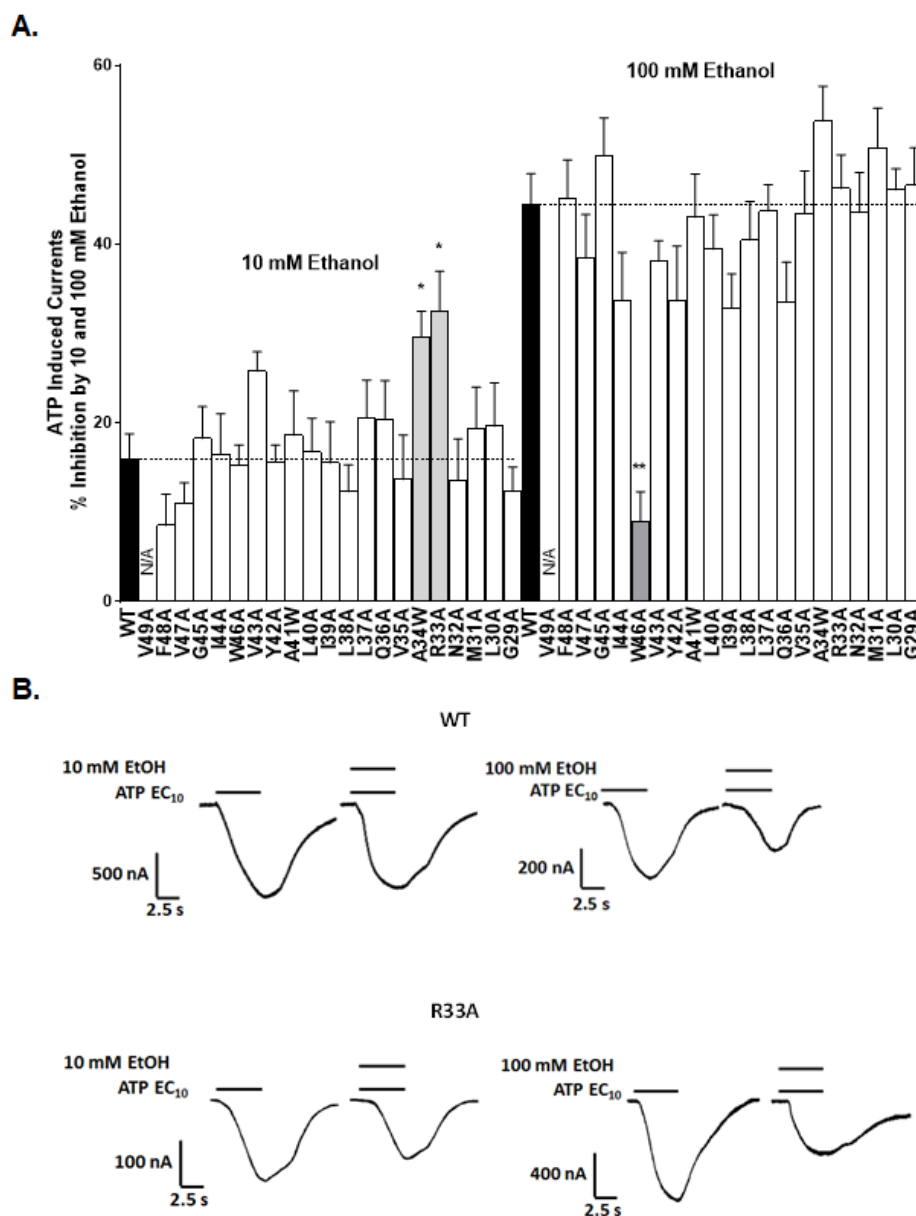 A.
60
40
20
0
ATP Induced Currents
% Inhibition by 10 and 100 mM Ethanol
10 mM Ethanol
100 mM Ethanol
*
*
**
N/A
N/A
WT
V49A
F48A
V47A
G45A
I44A
W46A
V43A
Y42A
A41W
L40A
I39A
L38A
L37A
Q36A
V35A
A34W
R33A
N32A
M31A
L30A
G29A
WT
V49A
F48A
V47A
G45A
I44A
W46A
V43A
Y42A
A41W
L40A
I39A
L38A
L37A
Q36A
V35A
A34W
R33A
N32A
M31A
L30A
G29A
B.
WT
10 mM EtOH
ATP EC10
500 nA
2.5 s
100 mM EtOH
ATP EC10
200 nA
2.5 s
R33A
10 mM EtOH
ATP EC10
100 nA
2.5 s
100 mM EtOH
ATP EC10
400 nA
2.5 s